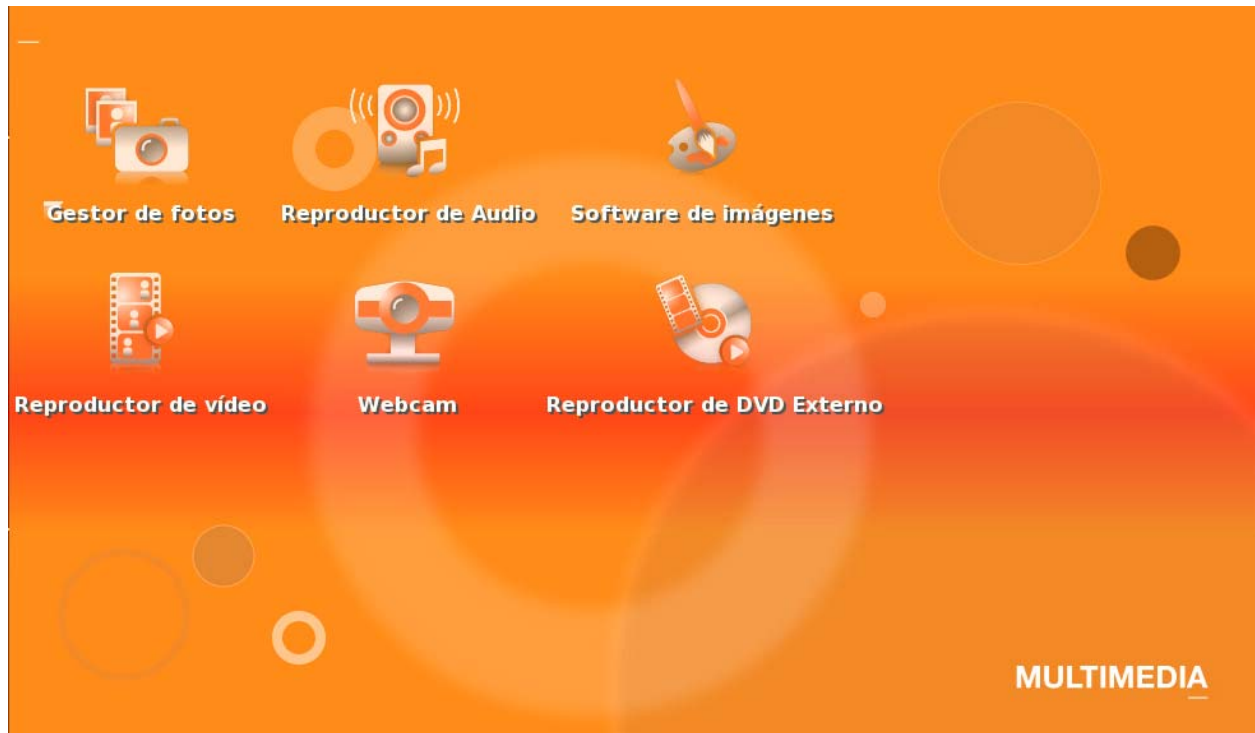 Gestor de fotos
Reproductor de Audio
Software de imágenes
Reproductor de vídeo
Webcam
Reproductor de DVD Externo
MULTIMEDIA